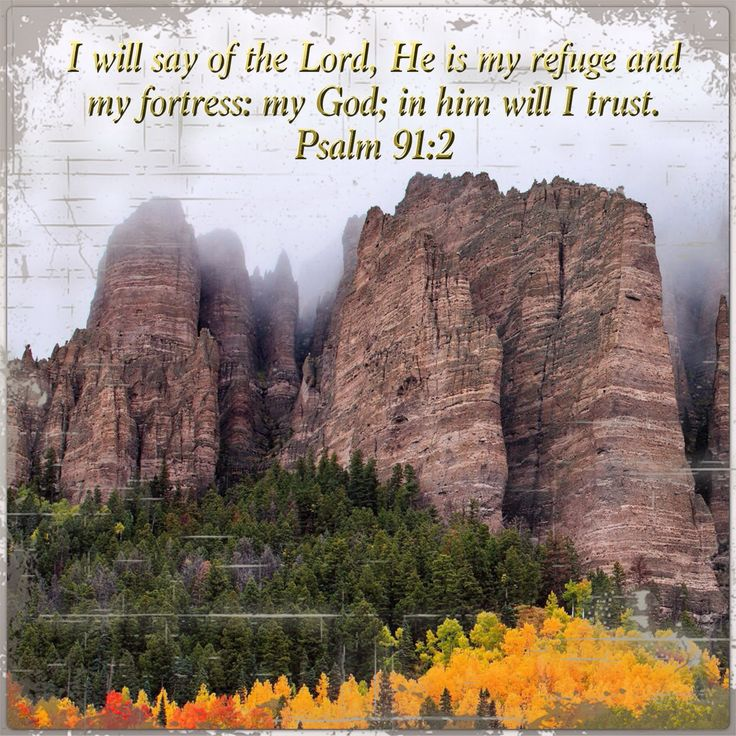 I will say of the Lord, He is my refuge and
my fortress: my God; in him will I trust.
Psalm 91:2